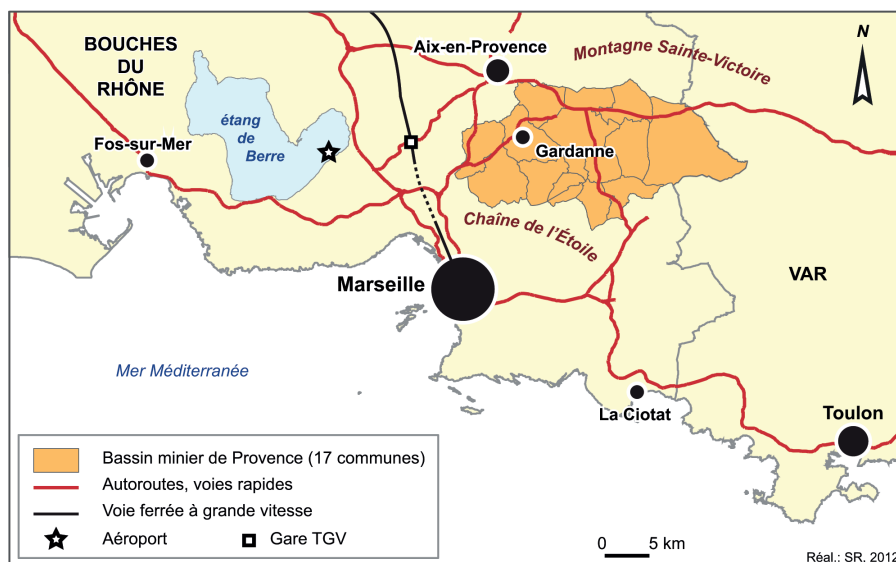 BOUCHES
DU
RHÔNE
Aix-en-Provence
Montagne Sainte-Victoire
N
étang
de
Berre
Fos-sur-Mer
Gardanne
Chaîne de l'Étoile
Marseille
VAR
Mer Méditerranée
La Ciotat
Toulon
Bassin minier de Provence (17 communes)
Autoroutes, voies rapides
Voie ferrée à grande vitesse
Aéroport
Gare TGV
0 5 km
Réal.: SR, 2012